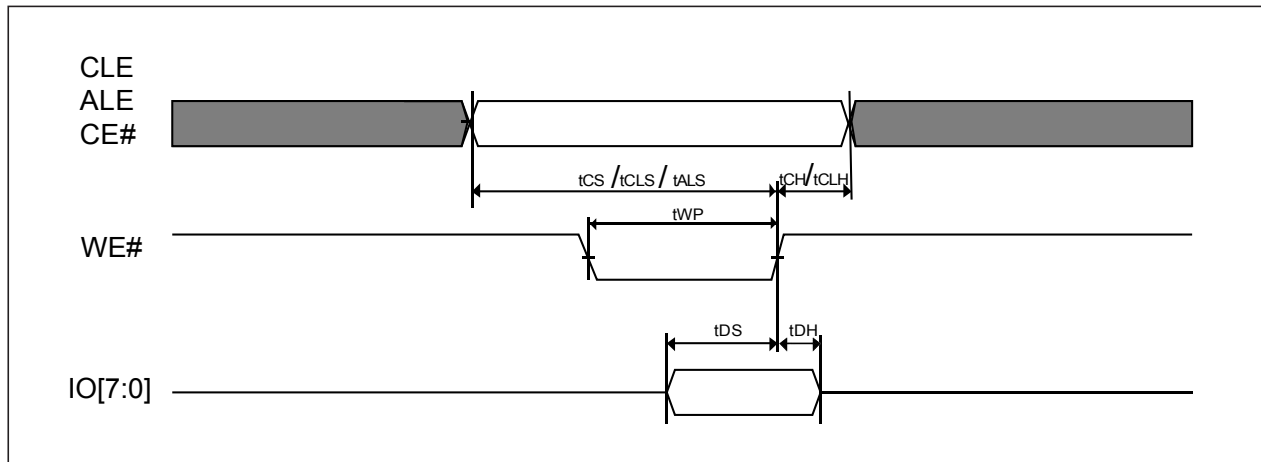 CLE
ALE
CE#
tCS /tCLS / tALS
tCH/tCLH
tWP
WE#
tDS
tDH
IO[7:0]